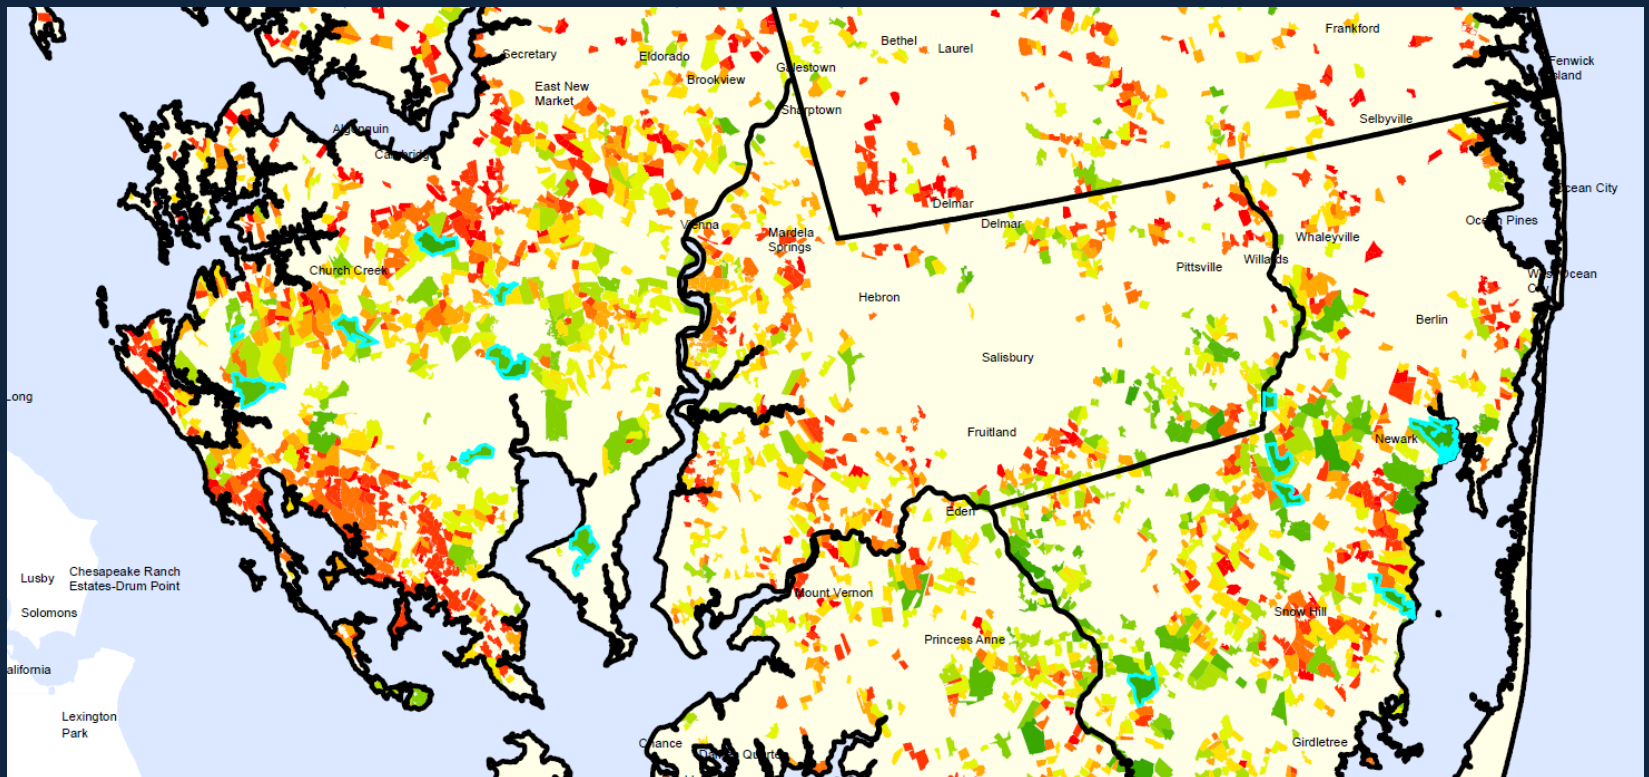 Frankford
Bethel
Laurel
Secretary
Eldorado
Galestown
Fenwick
Island
Brookview
East New
Market
Sharptown
Selbyville
Algonquin
Cambridge
Ocean City
Delmar
Delmar
Vienna
Mardela
Springs
Ocean Pines
Whaleyville
Willards
Pittsville
Church Creek
West Ocean
City
Hebron
Berlin
Salisbury
Long
Fruitland
Newark
Eden
Lusby
Chesapeake Ranch
Estates-Drum Point
Solomons
Mount Vernon
Snow Hill
Princess Anne
alifornia
Lexington
Park
Chance
Girdletree